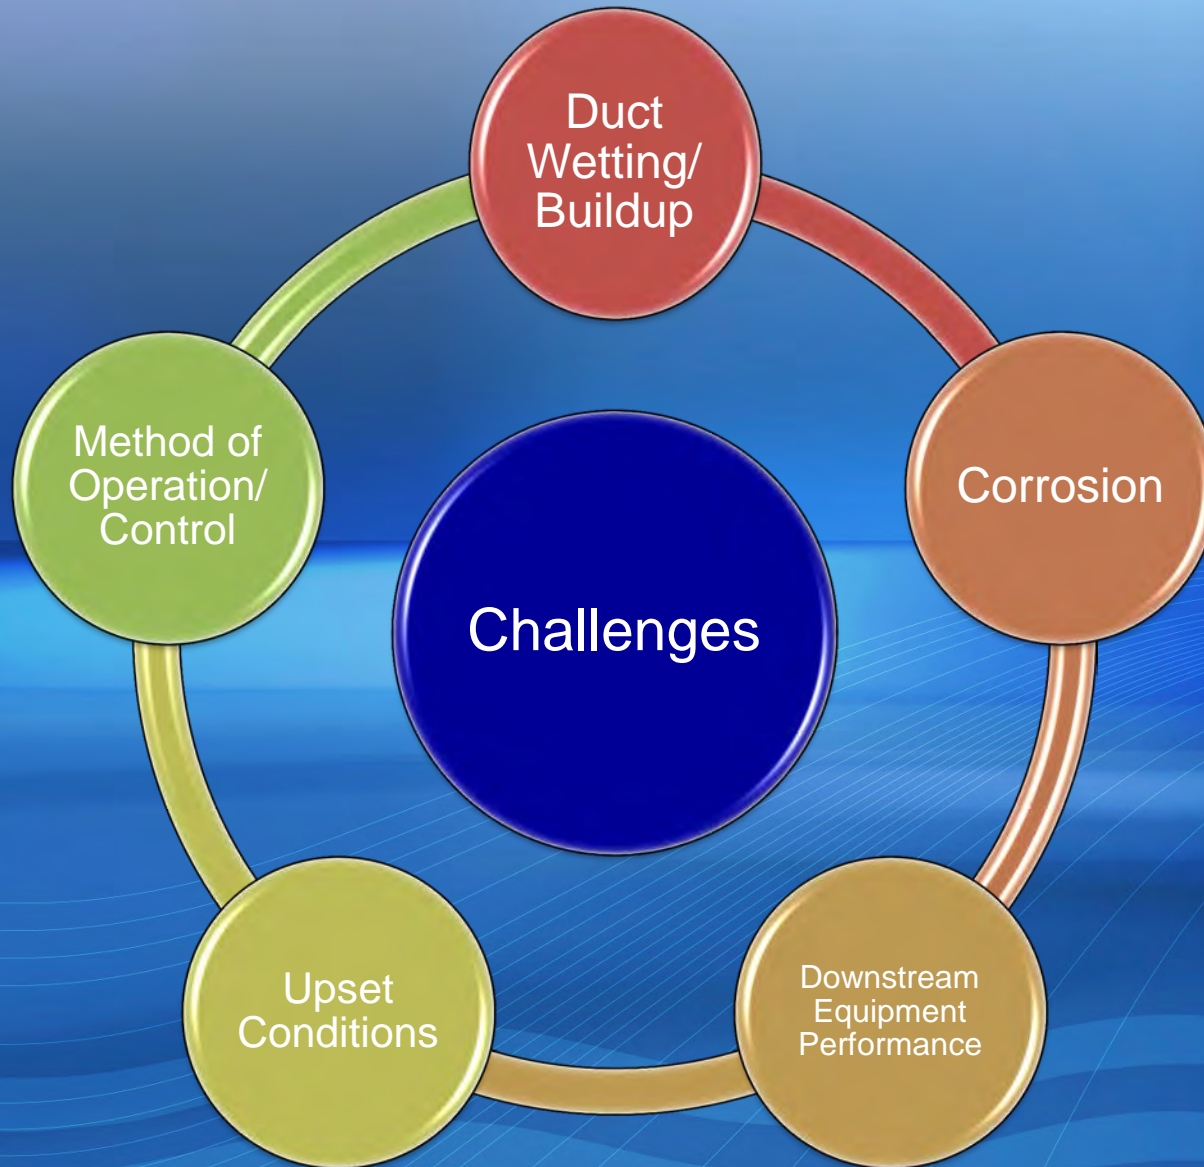 Duct
Wetting/
Buildup
Corrosion
Downstream
Equipment
Performance
Upset
Conditions
Method of
Operation/
Control
Challenges